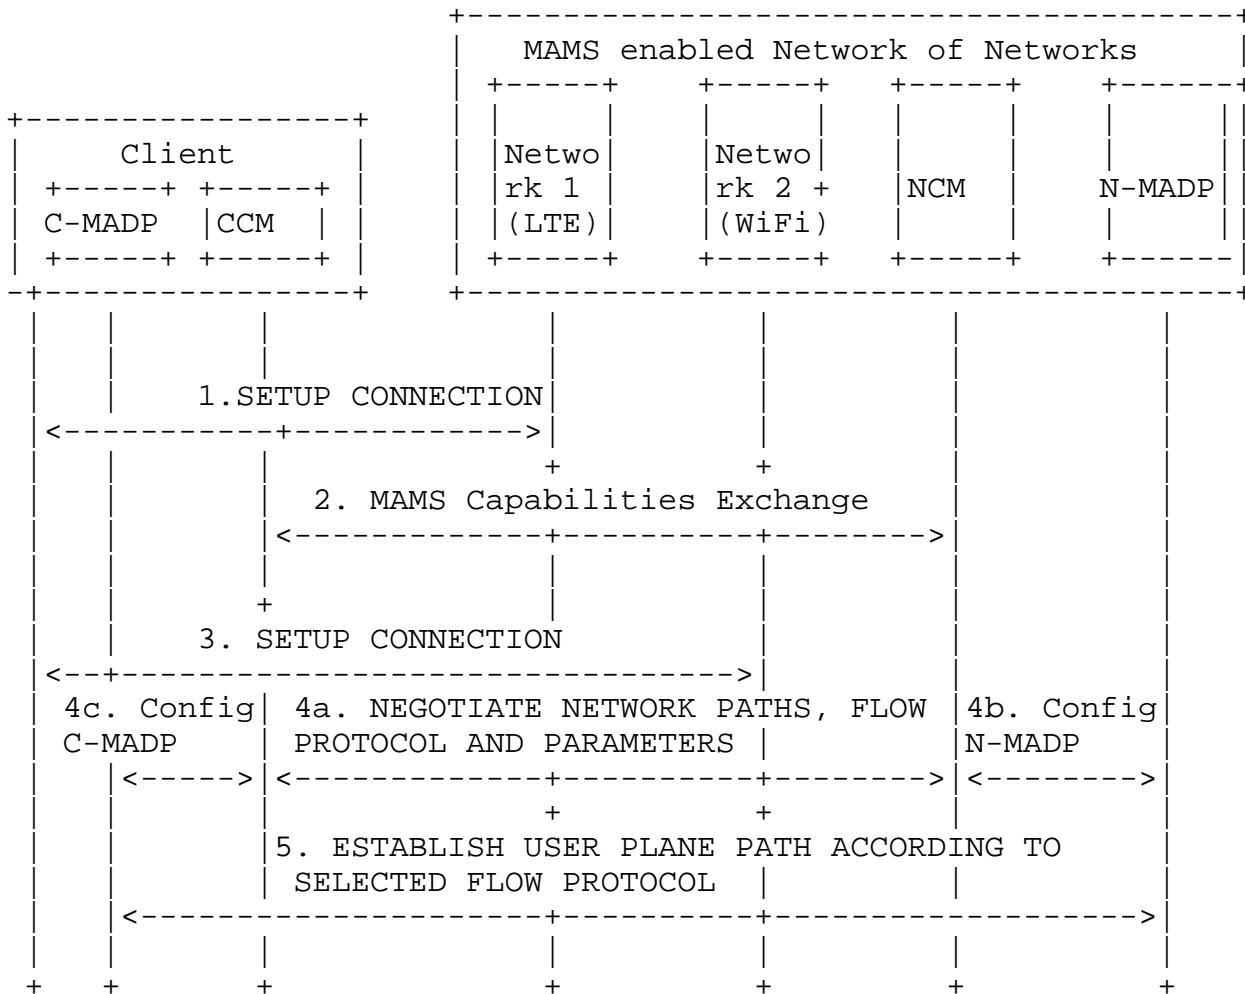 MAMS enabled Network of Networks
Client
Netwo
rk 1
(LTE)
Netwo
rk 2 +
(WiFi)
NCM
N-MADP
C-MADP
CCM
1.SETUP CONNECTION
2. MAMS Capabilities Exchange
3. SETUP CONNECTION
4c. Config
C-MADP
4a. NEGOTIATE NETWORK PATHS, FLOW
PROTOCOL AND PARAMETERS
4b. Config
N-MADP
5. ESTABLISH USER PLANE PATH ACCORDING TO
SELECTED FLOW PROTOCOL